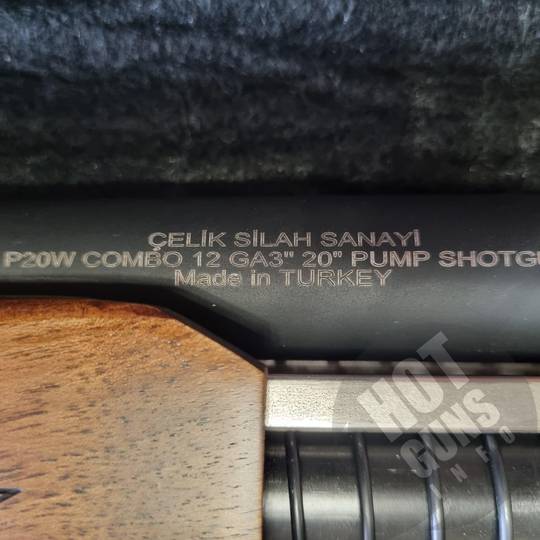 ÇELİK SİLAH SANAYİ
P20W COMBO 12 GA3" 20" PUMP SHOTGU
Made in TURKEY
HOT
GUNS
INFO